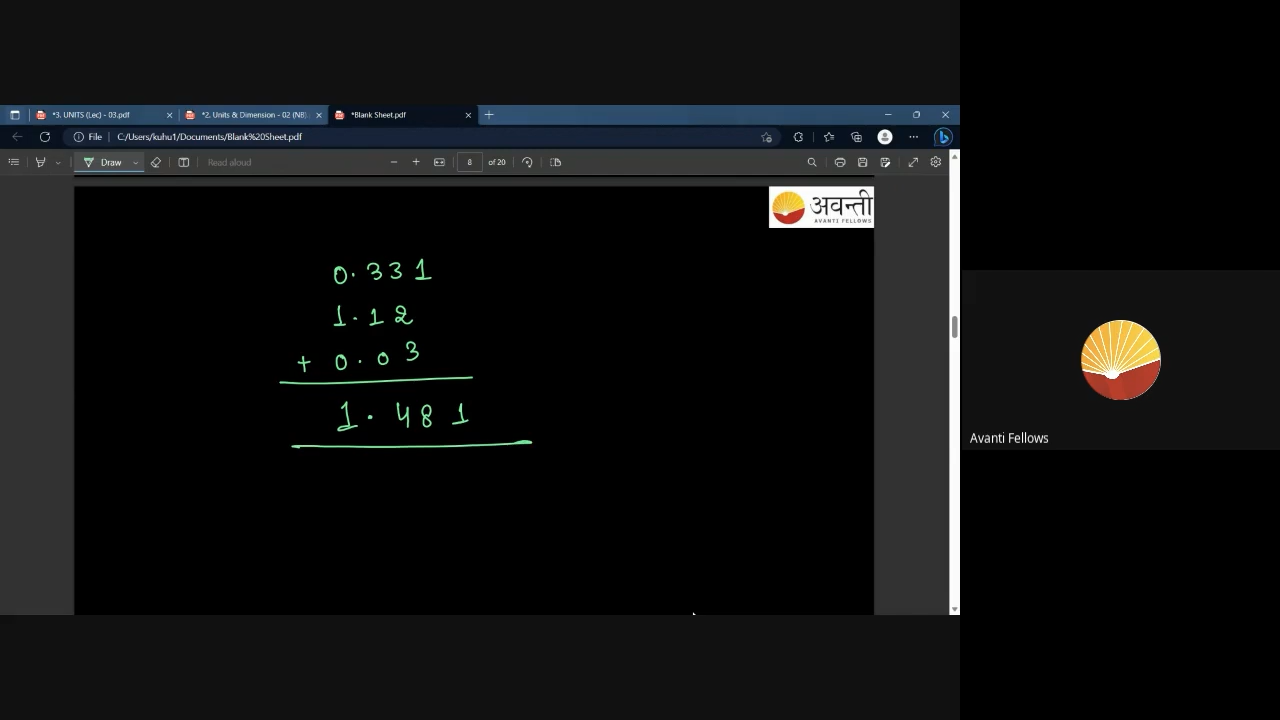 *3. UNITS (Lec) - 03.pdf
*2. Units & Dimension - 02 (NB).
*Blank Sheet.pdf
File C:/Users/kuhu1/Documents/Blank%20Sheet.pdf
Draw Read aloud 8 of 20
अवन्ती
AVANTI FELLOWS
0.331
1.12
+ 0.03
1.481
Avanti Fellows